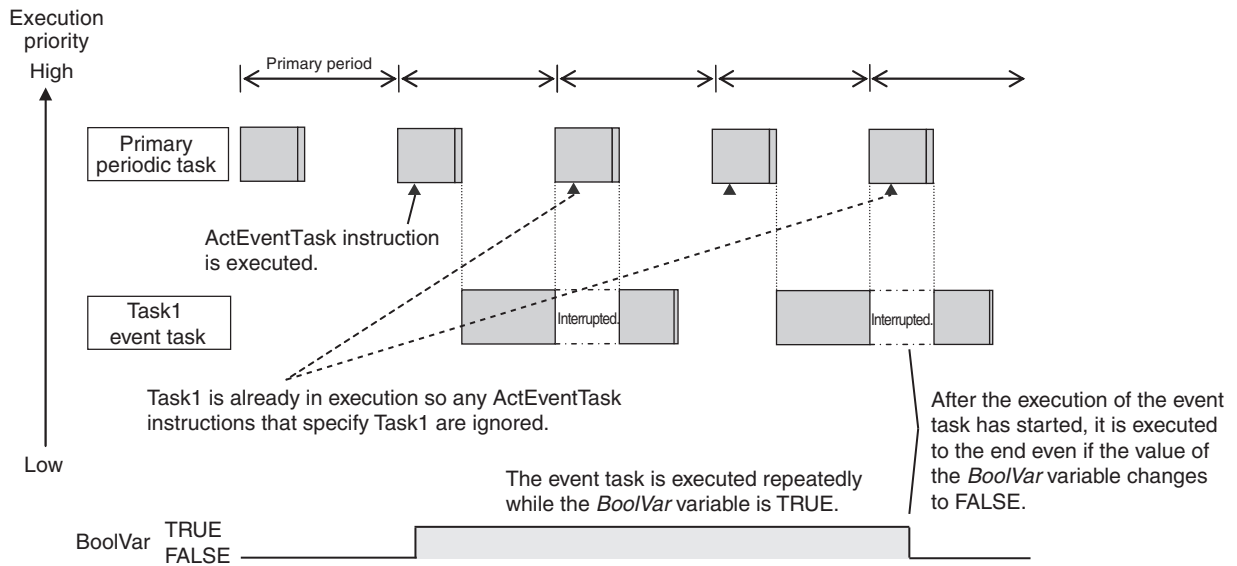 Execution
priority
High
Primary period
Primary
periodic task
ActEventTask instruction
is executed.
Task1
event task
Interrupted.
Interrupted.
Task1 is already in execution so any ActEventTask
instructions that specify Task1 are ignored.
After the execution of the event
task has started, it is executed
to the end even if the value of
the BoolVar variable changes
to FALSE.
Low
The event task is executed repeatedly
while the BoolVar variable is TRUE.
BoolVar
TRUE
FALSE